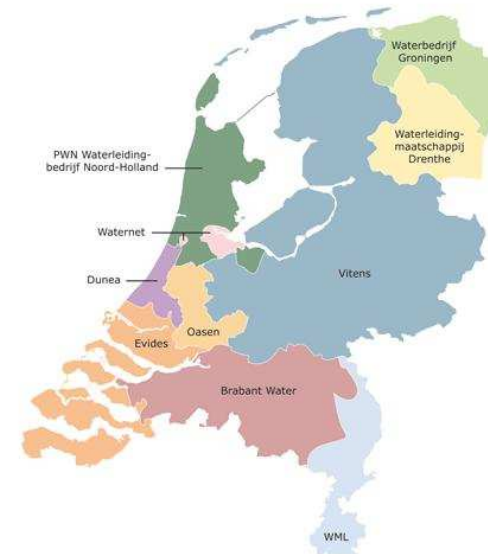 Waterbedrijf
Groningen
Waterleiding-
maatschappij
Drenthe
PWN Waterleiding-
bedrijf Noord-Holland
Waternet
Vitens
Dunea
Oasen
Evides
Brabant Water
WML